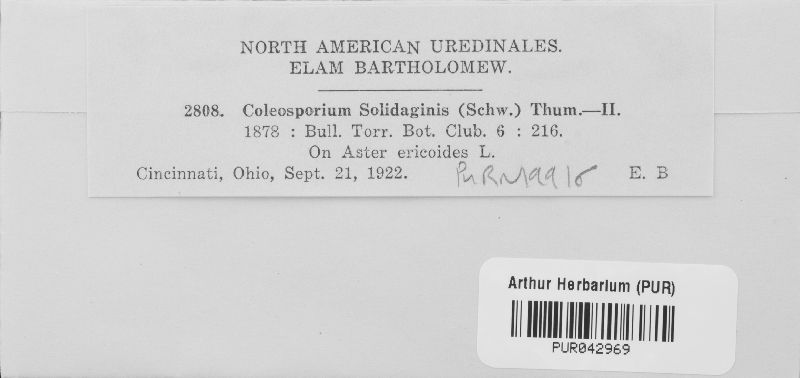 NORTH AMERICAN UREDINALES.
ELAM BARTHOLOMEW.
2808. Coleosporium Solidaginis (Schw.) Thum.—II.
1878 : Bull. Torr. Bot. Club. 6 : 216.
On Aster ericoides L.
Cincinnati, Ohio, Sept. 21, 1922. E. B
Arthur Herbarium (PUR)
PUR042969